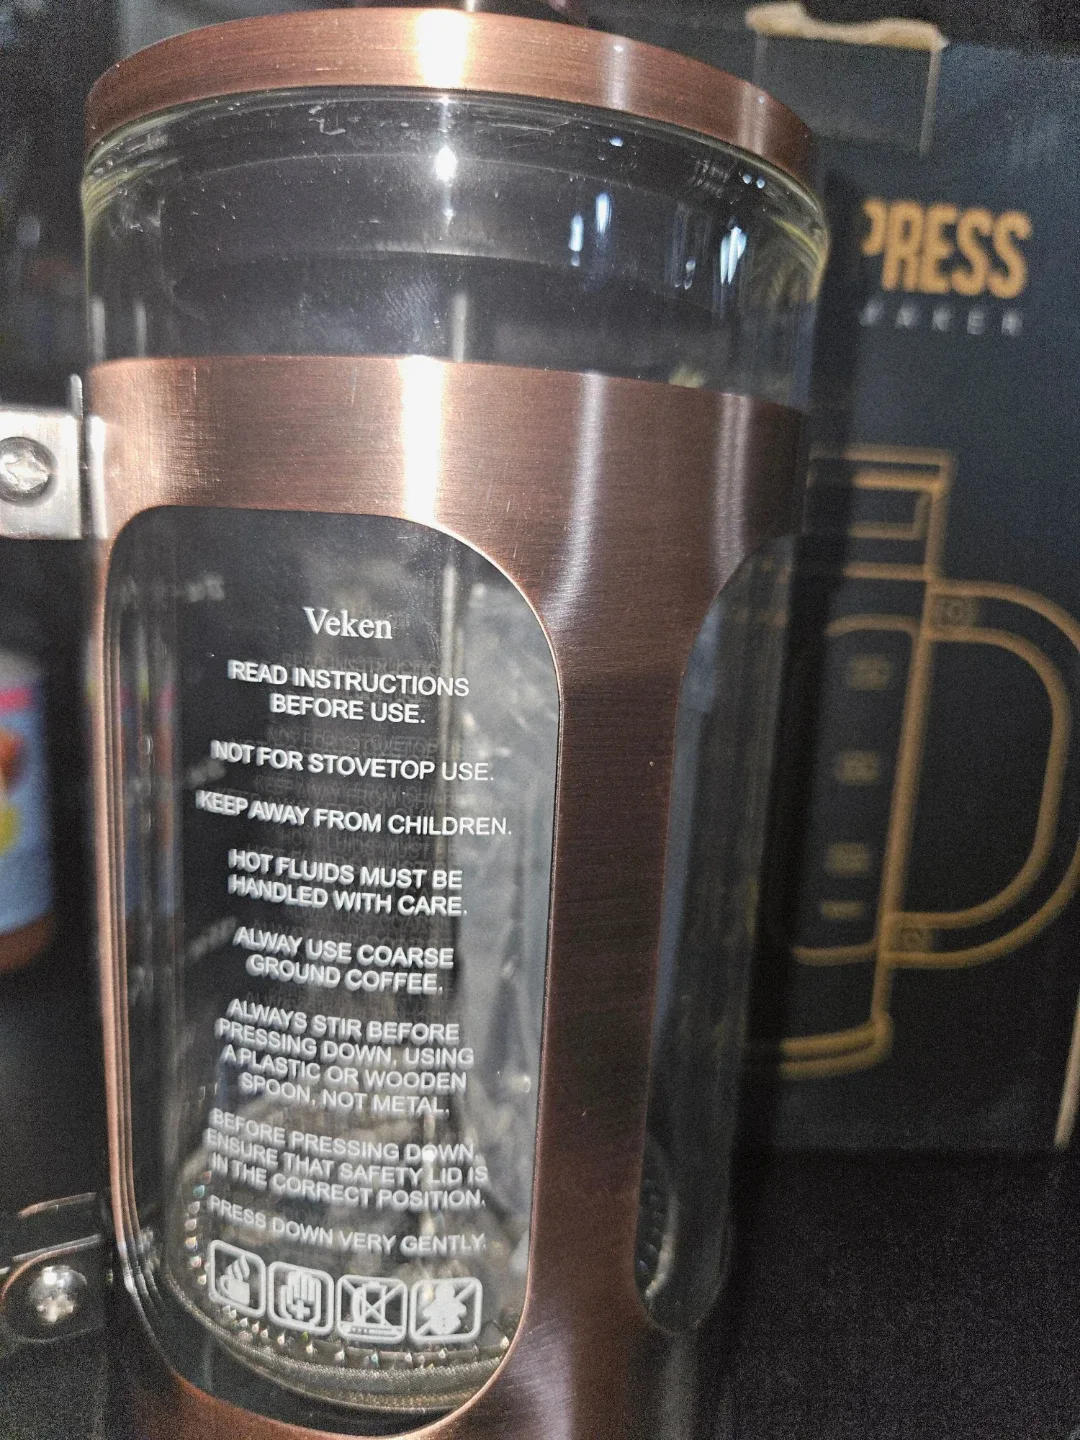 PRESS
Veken
READ INSTRUCTIONS
BEFORE USE.
NOT FOR STOVETOP USE.
KEEP AWAY FROM CHILDREN.
HOT FLUIDS MUST BE
HANDLED WITH CARE.
ALWAY USE COARSE
GROUND COFFEE.
ALWAYS STIR BEFORE
PRESSING DOWN, USING
A PLASTIC OR WOODEN
SPOON, NOT METAL.
BEFORE PRESSING DOWN,
ENSURE THAT SAFETY LID IS
IN THE CORRECT POSITION.
PRESS DOWN VERY GENTLY.